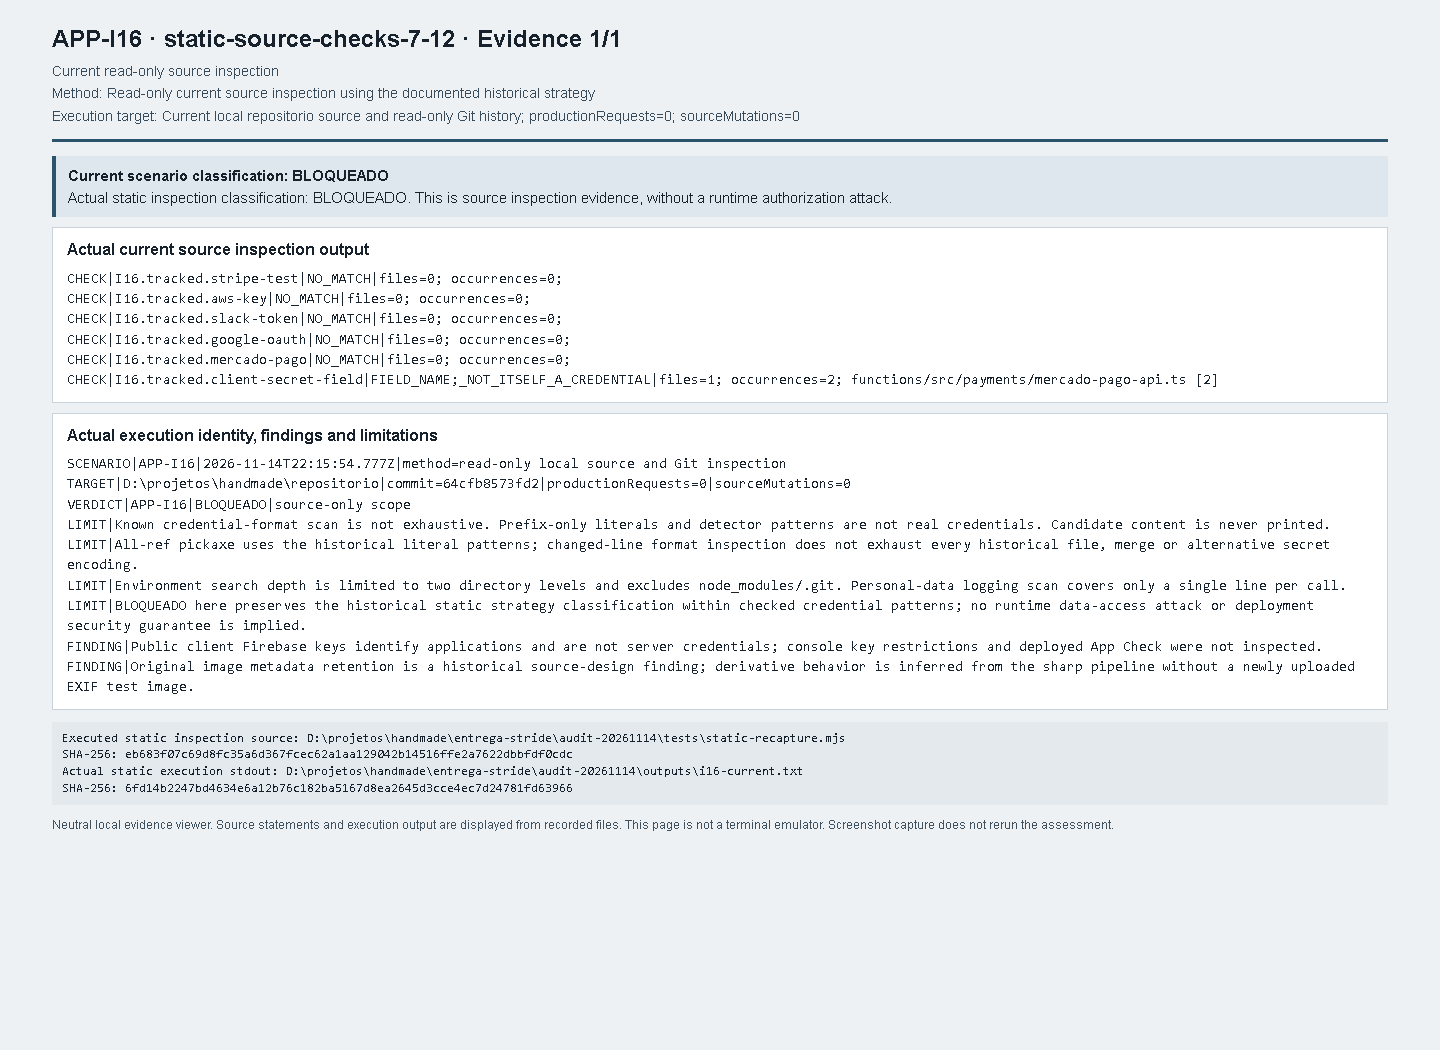 APP-I16 · static-source-checks-7-12 · Evidence 1/1
Current read-only source inspection
Method: Read-only current source inspection using the documented historical strategy
Execution target: Current local repositorio source and read-only Git history; productionRequests=0; sourceMutations=0
Current scenario classification: BLOQUEADO
Actual static inspection classification: BLOQUEADO. This is source inspection evidence, without a runtime authorization attack.
Actual current source inspection output
CHECK|I16.tracked.stripe-test|NO_MATCH|files=0; occurrences=0;
CHECK|I16.tracked.aws-key|NO_MATCH|files=0; occurrences=0;
CHECK|I16.tracked.slack-token|NO_MATCH|files=0; occurrences=0;
CHECK|I16.tracked.google-oauth|NO_MATCH|files=0; occurrences=0;
CHECK|I16.tracked.mercado-pago|NO_MATCH|files=0; occurrences=0;
CHECK|I16.tracked.client-secret-field|FIELD_NAME;_NOT_ITSELF_A_CREDENTIAL|files=1; occurrences=2; functions/src/payments/mercado-pago-api.ts [2]
Actual execution identity, findings and limitations
SCENARIO|APP-I16|2026-11-14T22:15:54.777Z|method=read-only local source and Git inspection
TARGET|D:\projetos\handmade\repositorio|commit=64cfb8573fd2|productionRequests=0|sourceMutations=0
VERDICT|APP-I16|BLOQUEADO|source-only scope
LIMIT|Known credential-format scan is not exhaustive. Prefix-only literals and detector patterns are not real credentials. Candidate content is never printed.
LIMIT|All-ref pickaxe uses the historical literal patterns; changed-line format inspection does not exhaust every historical file, merge or alternative secret
encoding.
LIMIT|Environment search depth is limited to two directory levels and excludes node_modules/.git. Personal-data logging scan covers only a single line per call.
LIMIT|BLOQUEADO here preserves the historical static strategy classification within checked credential patterns; no runtime data-access attack or deployment
security guarantee is implied.
FINDING|Public client Firebase keys identify applications and are not server credentials; console key restrictions and deployed App Check were not inspected.
FINDING|Original image metadata retention is a historical source-design finding; derivative behavior is inferred from the sharp pipeline without a newly uploaded
EXIF test image.
Executed static inspection source: D:\projetos\handmade\entrega-stride\audit-20261114\tests\static-recapture.mjs
SHA-256: eb683f07c69d8fc35a6d367fcec62a1aa129042b14516ffe2a7622dbbfdf0cdc
Actual static execution stdout: D:\projetos\handmade\entrega-stride\audit-20261114\outputs\i16-current.txt
SHA-256: 6fd14b2247bd4634e6a12b76c182ba5167d8ea2645d3cce4ec7d24781fd63966
Neutral local evidence viewer. Source statements and execution output are displayed from recorded files. This page is not a terminal emulator. Screenshot capture does not rerun the assessment.